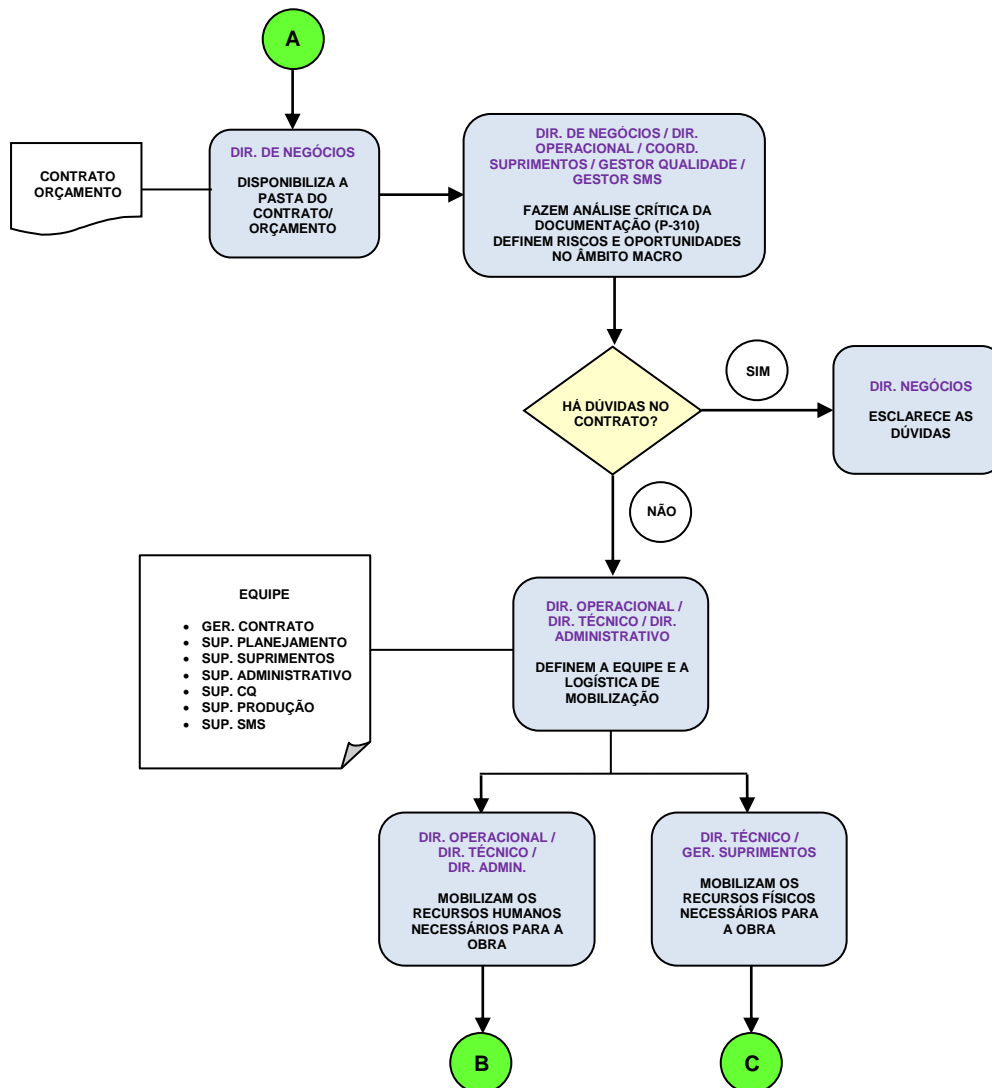 A
CONTRATO
ORÇAMENTO
DIR. DE NEGÓCIOS
DISPONIBILIZA A
PASTA DO
CONTRATO/
ORÇAMENTO
DIR. DE NEGÓCIOS / DIR.
OPERACIONAL / COORD.
SUPRIMENTOS / GESTOR QUALIDADE /
GESTOR SMS
FAZEM ANÁLISE CRÍTICA DA
DOCUMENTAÇÃO (P-310)
DEFINEM RISCOS E OPORTUNIDADES
NO ÂMBITO MACRO
HÁ DÚVIDAS NO
CONTRATO?
SIM
DIR. NEGÓCIOS
ESCLARECE AS
DÚVIDAS
NÃO
EQUIPE
• GER. CONTRATO
• SUP. PLANEJAMENTO
• SUP. SUPRIMENTOS
• SUP. ADMINISTRATIVO
• SUP. CQ
• SUP. PRODUÇÃO
• SUP. SMS
DIR. OPERACIONAL /
DIR. TÉCNICO / DIR.
ADMINISTRATIVO
DEFINEM A EQUIPE E A
LOGÍSTICA DE
MOBILIZAÇÃO
DIR. OPERACIONAL /
DIR. TÉCNICO /
DIR. ADMIN.
MOBILIZAM OS
RECURSOS HUMANOS
NECESSÁRIOS PARA A
OBRA
DIR. TÉCNICO /
GER. SUPRIMENTOS
MOBILIZAM OS
RECURSOS FÍSICOS
NECESSÁRIOS PARA
A OBRA
B
C